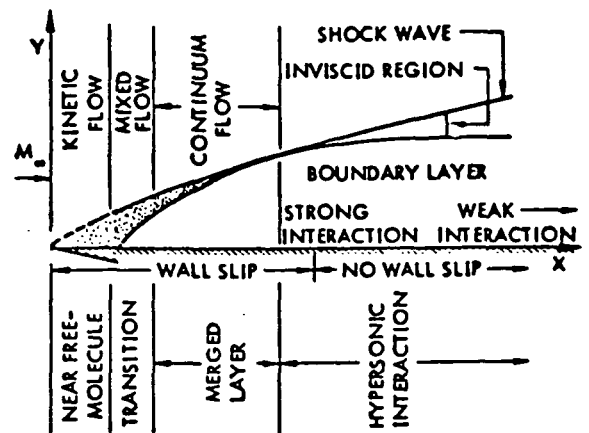 Y
KINETIC FLOW
MIXED FLOW
CONTINUUM FLOW
SHOCK WAVE
INVISCID REGION
M∞
BOUNDARY LAYER
STRONG INTERACTION
WEAK INTERACTION
X
WALL SLIP
NO WALL SLIP
NEAR FREE-
MOLECULE
TRANSITION
MERGED
LAYER
HYPERSONIC
INTERACTION